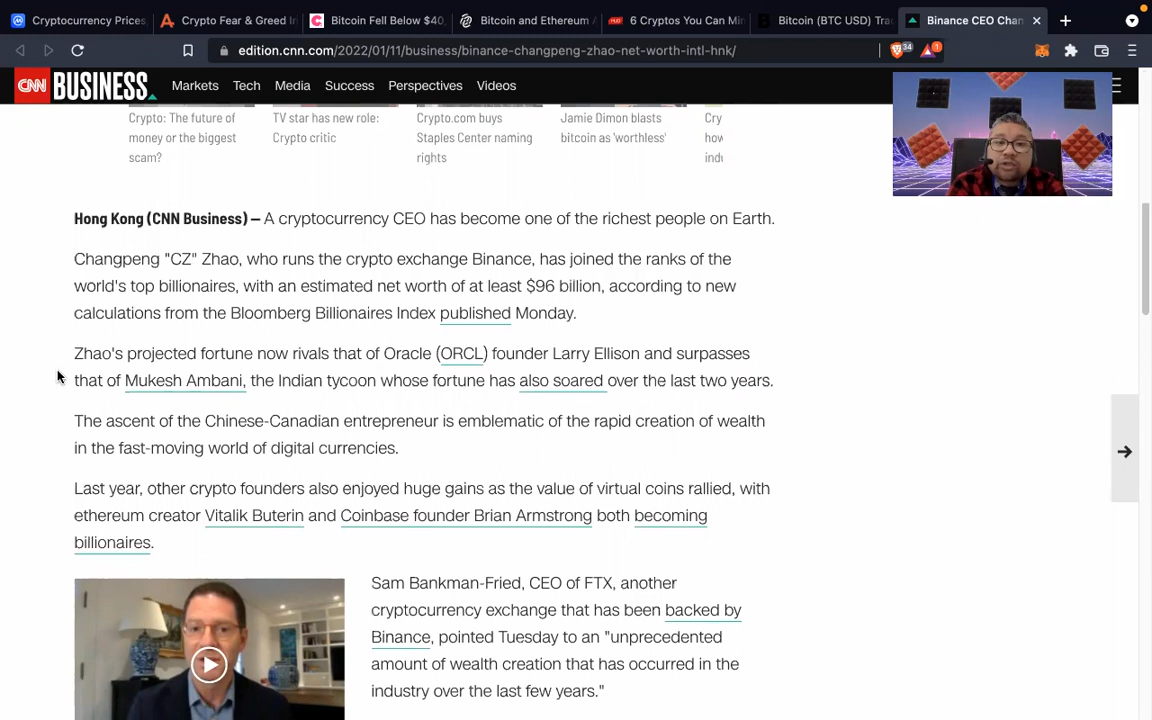 Cryptocurrency Prices,
Crypto Fear & Greed In
Bitcoin Fell Below $40,
Bitcoin and Ethereum A
6 Cryptos You Can Min
Bitcoin (BTC USD) Tra
Binance CEO Chan
edition.cnn.com/2022/01/11/business/binance-changpeng-zhao-net-worth-intl-hnk/
34
1
CNN BUSINESS
Markets Tech Media Success Perspectives Videos
Crypto: The future of
money or the biggest
scam?
TV star has new role:
Crypto critic
Crypto.com buys
Staples Center naming
rights
Jamie Dimon blasts
bitcoin as 'worthless'
Cry
how
indu
Hong Kong (CNN Business) — A cryptocurrency CEO has become one of the richest people on Earth.
Changpeng "CZ" Zhao, who runs the crypto exchange Binance, has joined the ranks of the
world's top billionaires, with an estimated net worth of at least $96 billion, according to new
calculations from the Bloomberg Billionaires Index published Monday.
Zhao's projected fortune now rivals that of Oracle (ORCL) founder Larry Ellison and surpasses
that of Mukesh Ambani, the Indian tycoon whose fortune has also soared over the last two years.
The ascent of the Chinese-Canadian entrepreneur is emblematic of the rapid creation of wealth
in the fast-moving world of digital currencies.
Last year, other crypto founders also enjoyed huge gains as the value of virtual coins rallied, with
ethereum creator Vitalik Buterin and Coinbase founder Brian Armstrong both becoming
billionaires.
Sam Bankman-Fried, CEO of FTX, another
cryptocurrency exchange that has been backed by
Binance, pointed Tuesday to an "unprecedented
amount of wealth creation that has occurred in the
industry over the last few years."